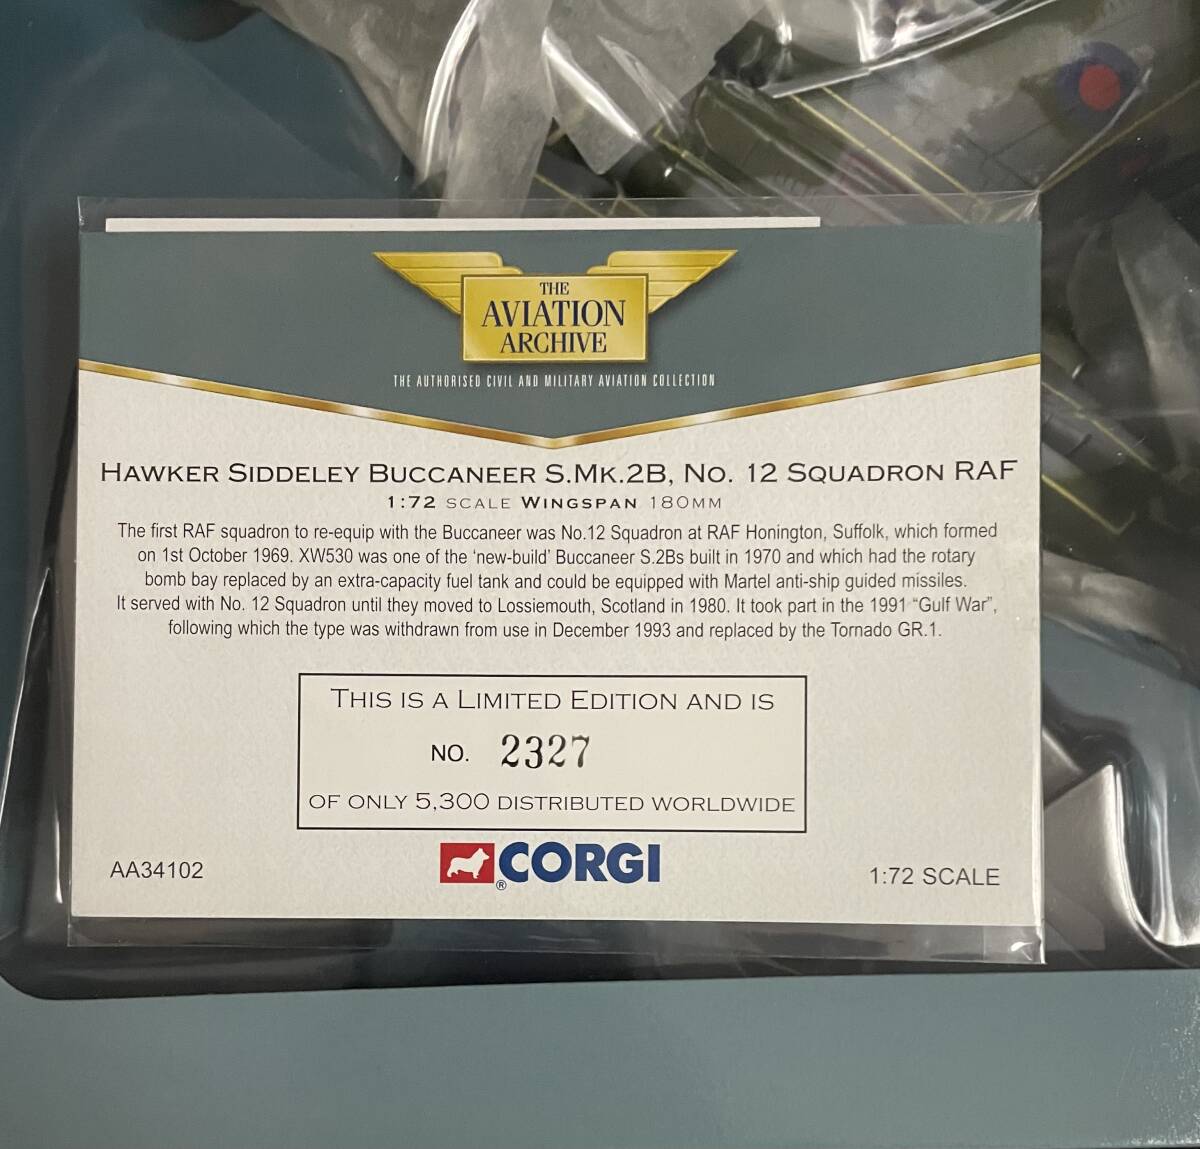 THE
AVIATION
ARCHIVE
THE AUTHORISED CIVIL AND MILITARY AVIATION COLLECTION
HAWKER SIDDELEY BUCCANEER S.MK.2B, NO. 12 SQUADRON RAF
1:72 SCALE WINGSPAN 180MM
The first RAF squadron to re-equip with the Buccaneer was No.12 Squadron at RAF Honington, Suffolk, which formed
on 1st October 1969. XW530 was one of the 'new-build' Buccaneer S.2Bs built in 1970 and which had the rotary
bomb bay replaced by an extra-capacity fuel tank and could be equipped with Martel anti-ship guided missiles.
It served with No. 12 Squadron until they moved to Lossiemouth, Scotland in 1980. It took part in the 1991 “Gulf War”,
following which the type was withdrawn from use in December 1993 and replaced by the Tornado GR.1.
THIS IS A LIMITED EDITION AND IS
NO. 2327
OF ONLY 5,300 DISTRIBUTED WORLDWIDE
AA34102
® CORGI
1:72 SCALE